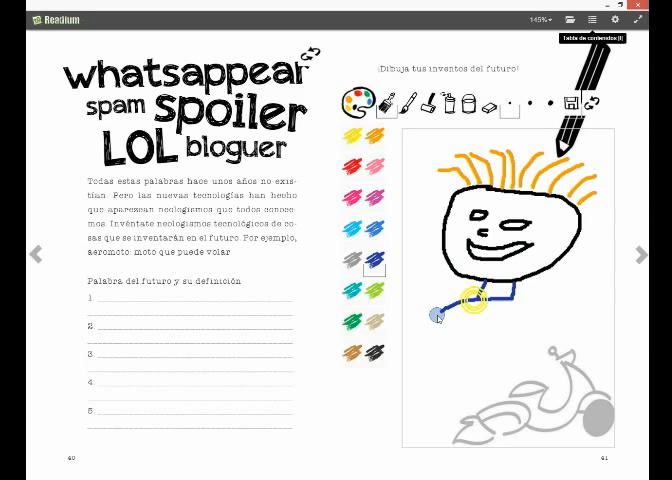 Readium
145%
Tabla de contenidos [t]
whatsappear
spam spoiler
LOL bloguer
Todas estas palabras hace unos años no exis-
tían. Pero las nuevas tecnologías han hecho
que aparezcan neologismos que todos conoce-
mos. Invéntate neologismos tecnológicos de co-
sas que se inventarán en el futuro. Por ejemplo,
aeromoto: moto que puede volar
Palabra del futuro y su definición
1.
2.
3.
4.
5.
40
¡Dibuja tus inventos del futuro!
41